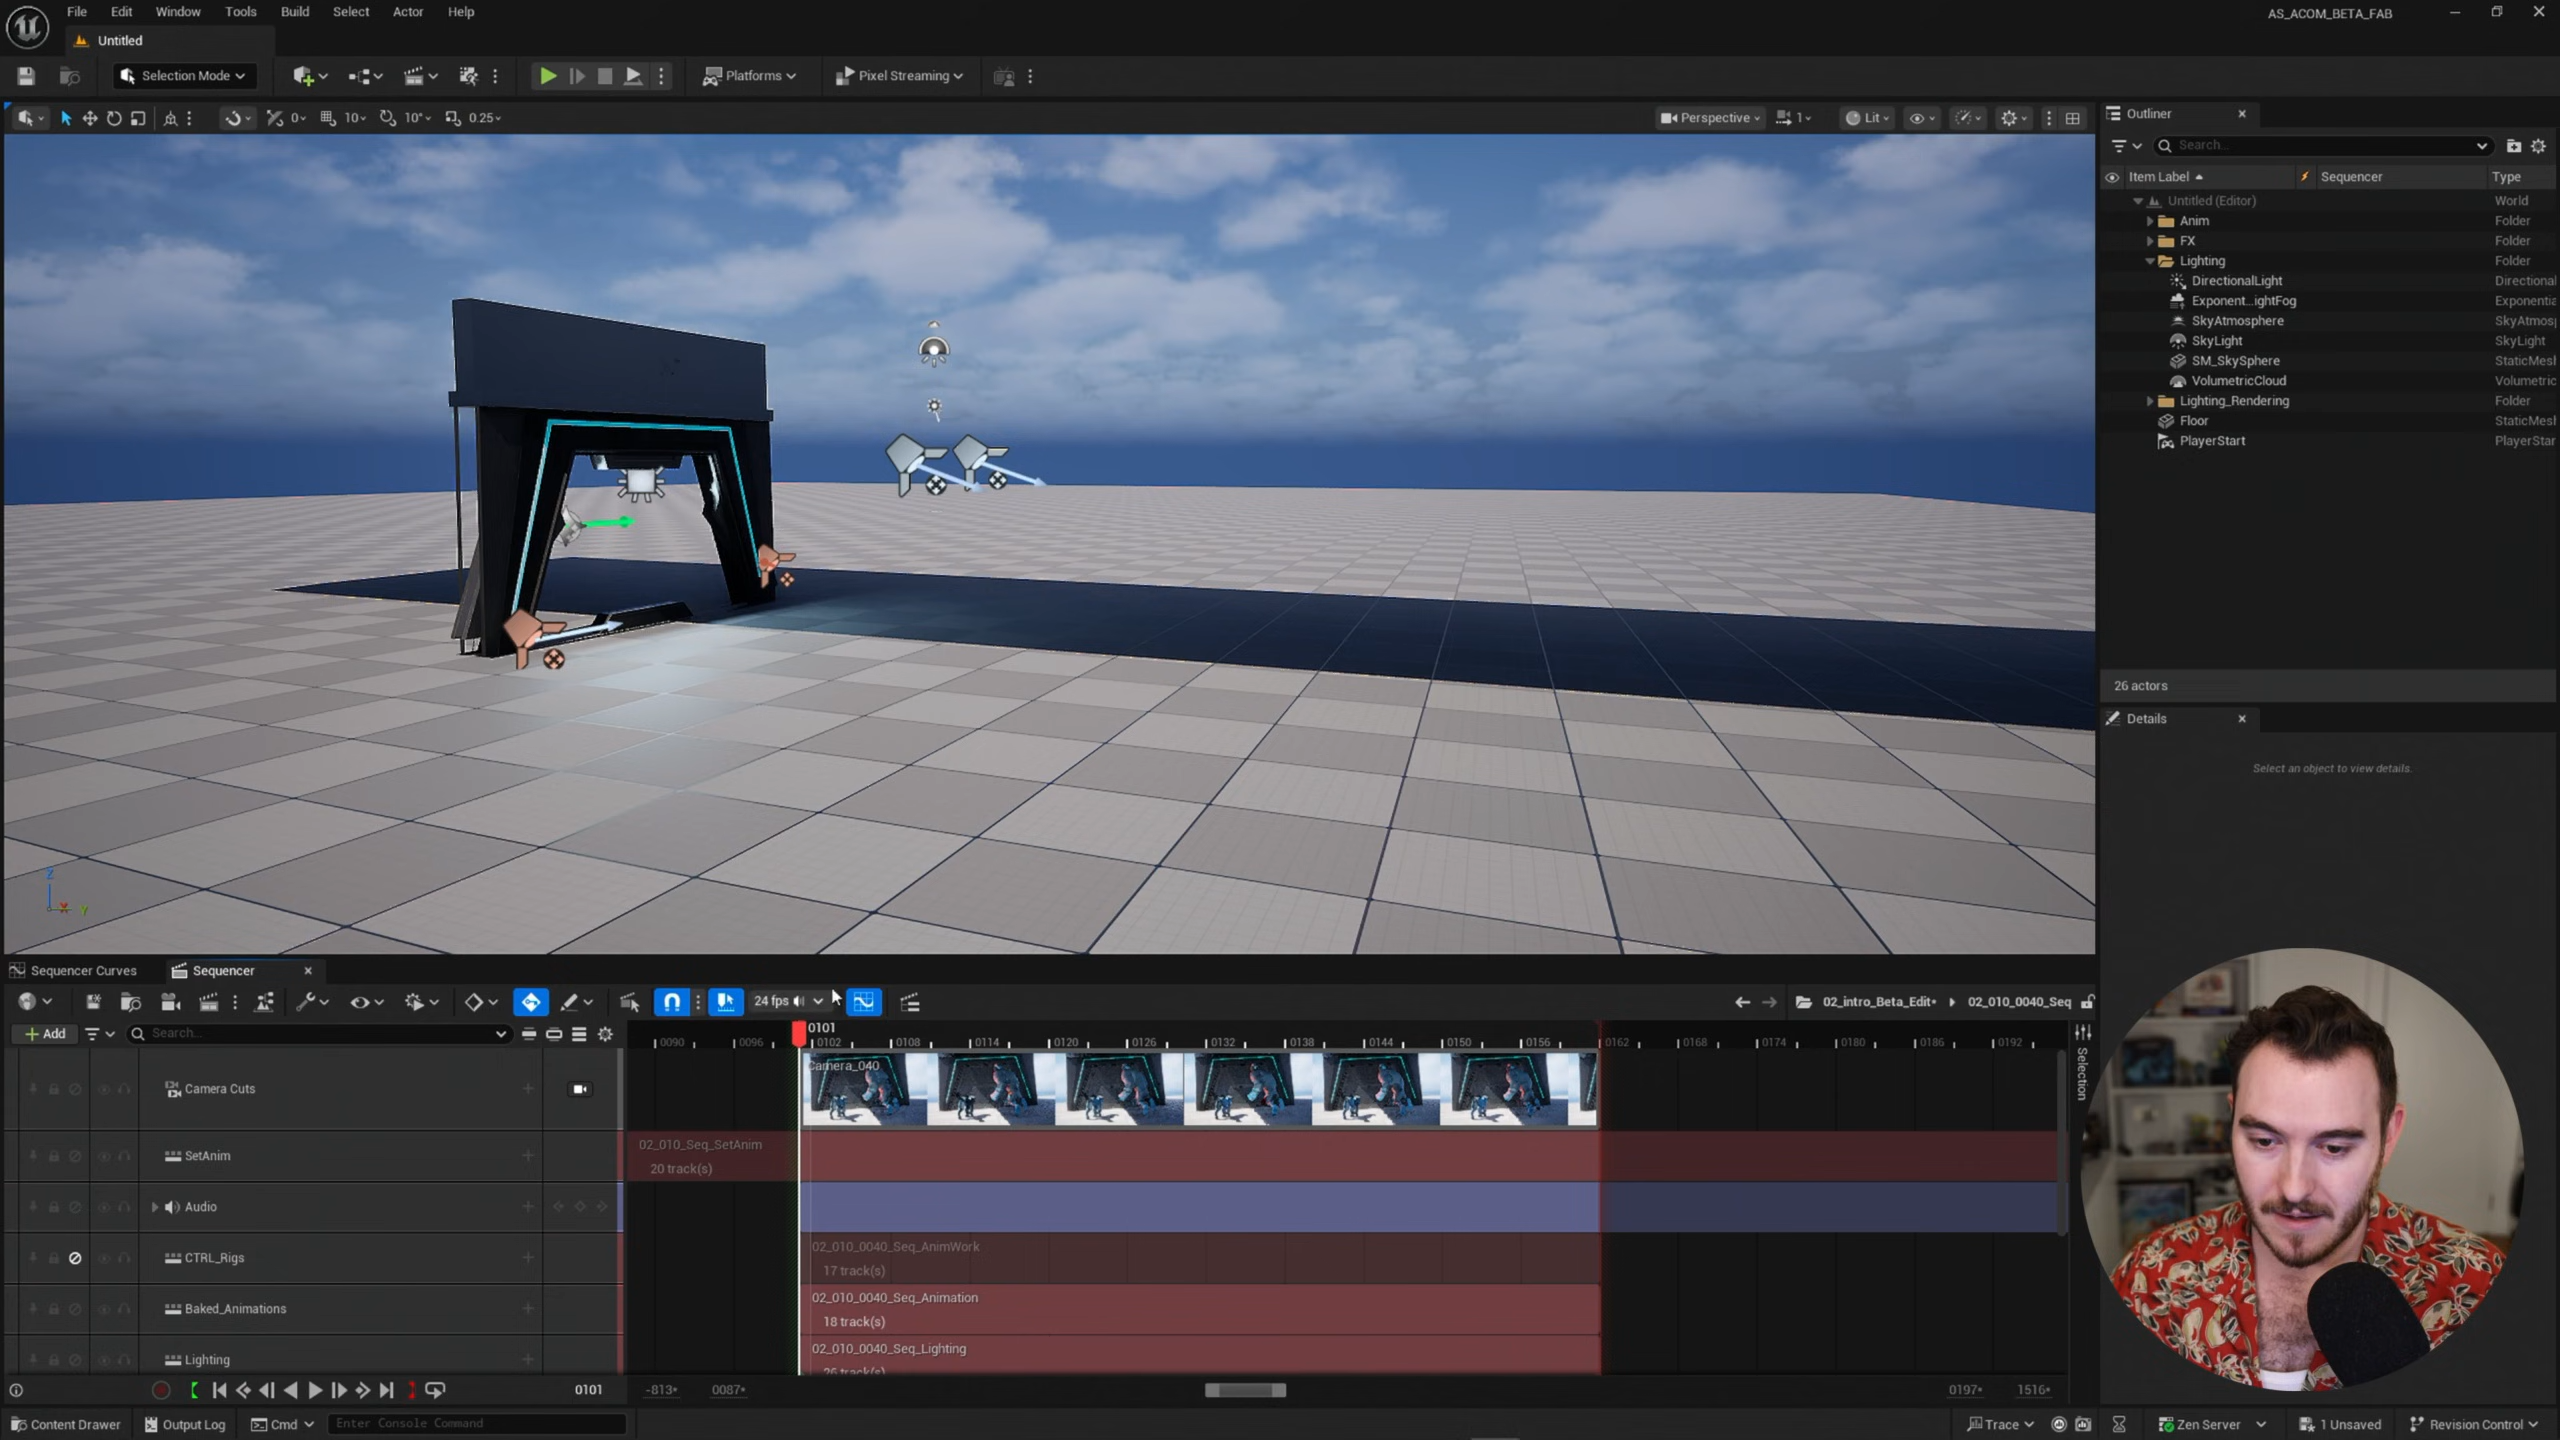 File Edit Window Tools Build Select Actor Help
AS_ACOM_BETA_FAB
Untitled
Selection Mode
Platforms
Pixel Streaming
0
10
10°
0.25
Perspective
1
Lit
Outliner
Search...
Item Label
Sequencer
Type
Untitled (Editor) World
Anim Folder
FX Folder
Lighting Folder
DirectionalLight Directional
Exponent...ightFog Exponentia
SkyAtmosphere SkyAtmosp
SkyLight SkyLight
SM_SkySphere StaticMesl
VolumetricCloud Volumetric
Lighting_Rendering Folder
Floor StaticMesl
PlayerStart PlayerStar
26 actors
Details
Select an object to view details.
Z
X
Y
Sequencer Curves
Sequencer
24 fps
02_intro_Beta_Edit*
02_010_0040_Seq
Add
Search...
0101
0090 0096 0102 0108 0114 0120 0126 0132 0138 0144 0150 0156 0162 0168 0174 0180 0186 0192
Selection
Camera Cuts
Camera_040
SetAnim
02_010_Seq_SetAnim
20 track(s)
Audio
CTRL_Rigs
02_010_0040_Seq_AnimWork
17 track(s)
Baked_Animations
02_010_0040_Seq_Animation
18 track(s)
Lighting
02_010_0040_Seq_Lighting
26 track(s)
0101
-813*
0087*
0197*
1516*
Content Drawer
Output Log
Cmd
Enter Console Command
Trace
Zen Server
1 Unsaved
Revision Control